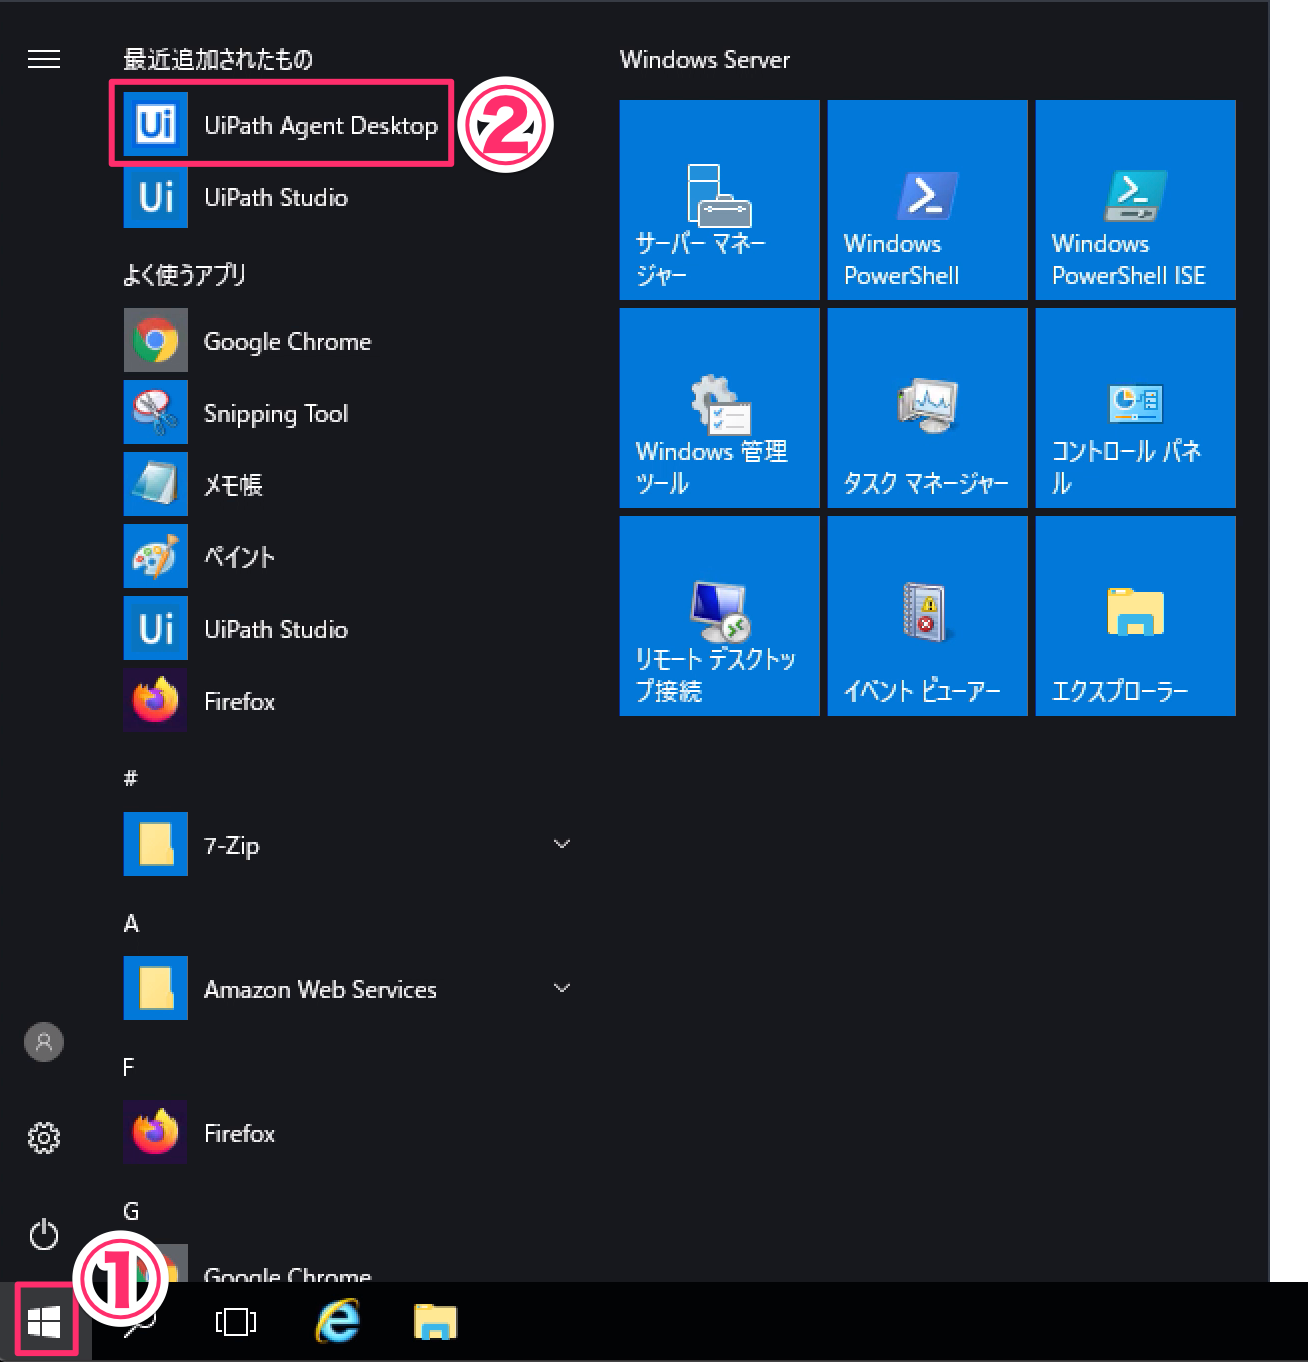 最近追加されたもの
Ui UiPath Agent Desktop
②
Ui UiPath Studio
よく使うアプリ
Google Chrome
Snipping Tool
メモ帳
ペイント
Ui UiPath Studio
Firefox
#
7-Zip
A
Amazon Web Services
F
Firefox
G
Google Chrome
①
Windows Server
サーバー マネー
ジャー
Windows
PowerShell
Windows
PowerShell ISE
Windows 管理
ツール
タスク マネージャー
コントロール パネ
ル
リモート デスクトッ
プ接続
イベント ビューアー
エクスプローラー